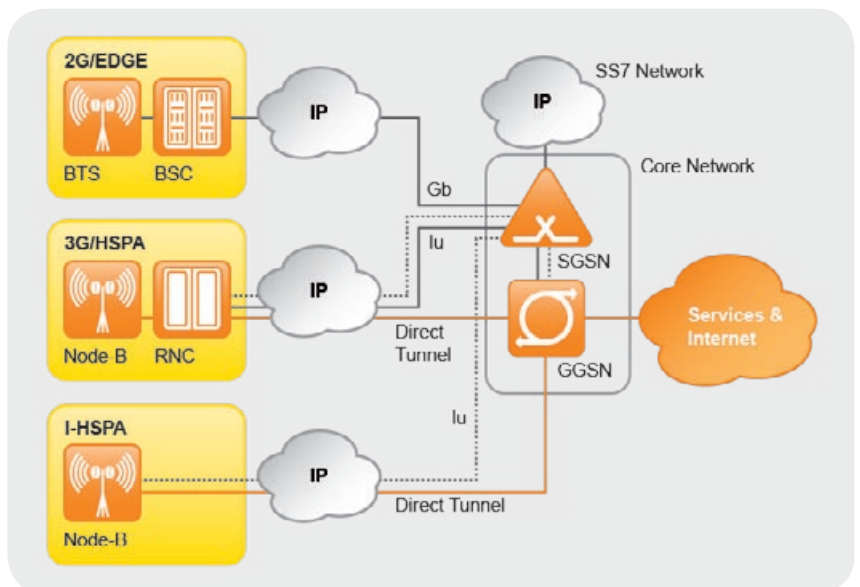 2G/EDGE
BTS
BSC
IP
SS7 Network
IP
Core Network
Gb
Iu
SGSN
3G/HSPA
Node-B
RNC
IP
Direct
Tunnel
GGSN
Services &
Internet
I-HSPA
Node-B
IP
Iu
Direct Tunnel